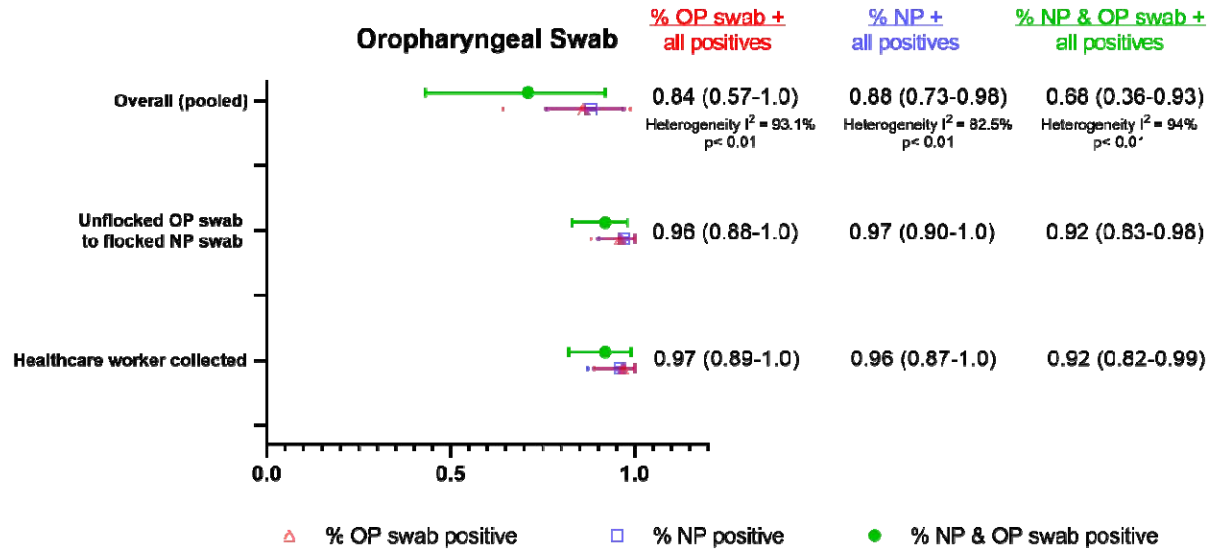 Oropharyngeal Swab
% OP swab +
all positives
% NP +
all positives
% NP & OP swab +
all positives
Overall (pooled)
0.84 (0.57-1.0)
Heterogeneity I² = 93.1%
p< 0.01
0.88 (0.73-0.98)
Heterogeneity I² = 82.5%
p< 0.01
0.68 (0.36-0.93)
Heterogeneity I² = 94%
p< 0.01
Unflocked OP swab
to flocked NP swab
0.96 (0.88-1.0)
0.97 (0.90-1.0)
0.92 (0.83-0.98)
Healthcare worker collected
0.97 (0.89-1.0)
0.96 (0.87-1.0)
0.92 (0.82-0.99)
0.0
0.5
1.0
% OP swab positive
% NP positive
% NP & OP swab positive